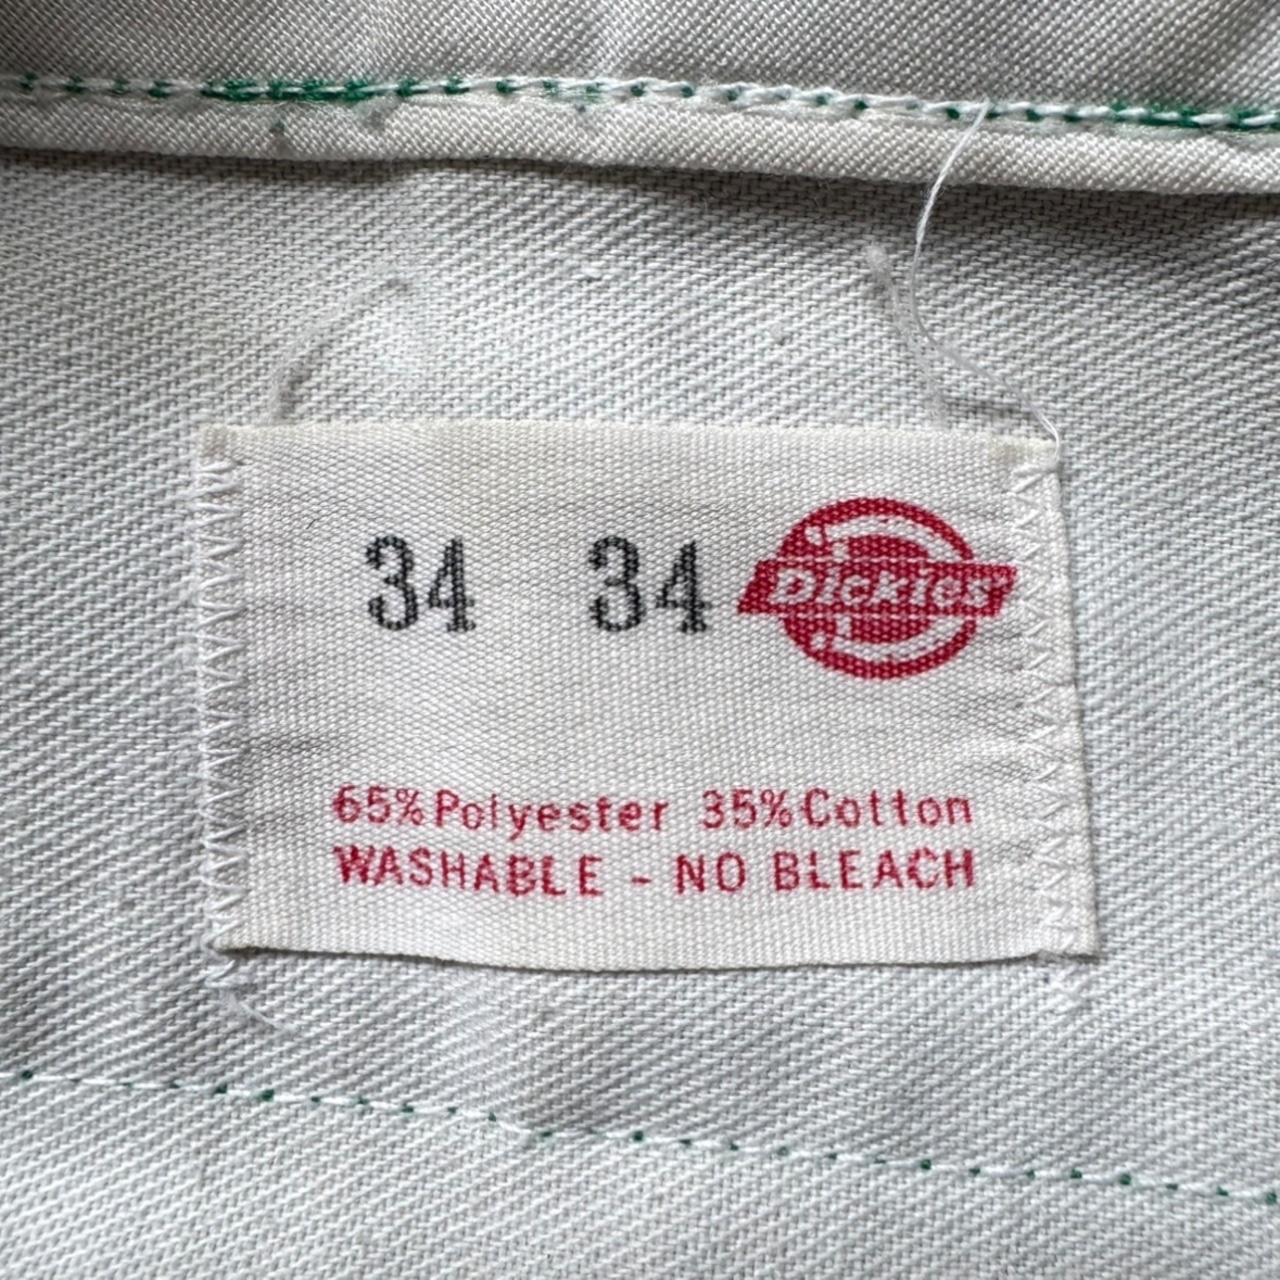 34 34 Dickies®
65% Polyester 35% Cotton
WASHABLE - NO BLEACH